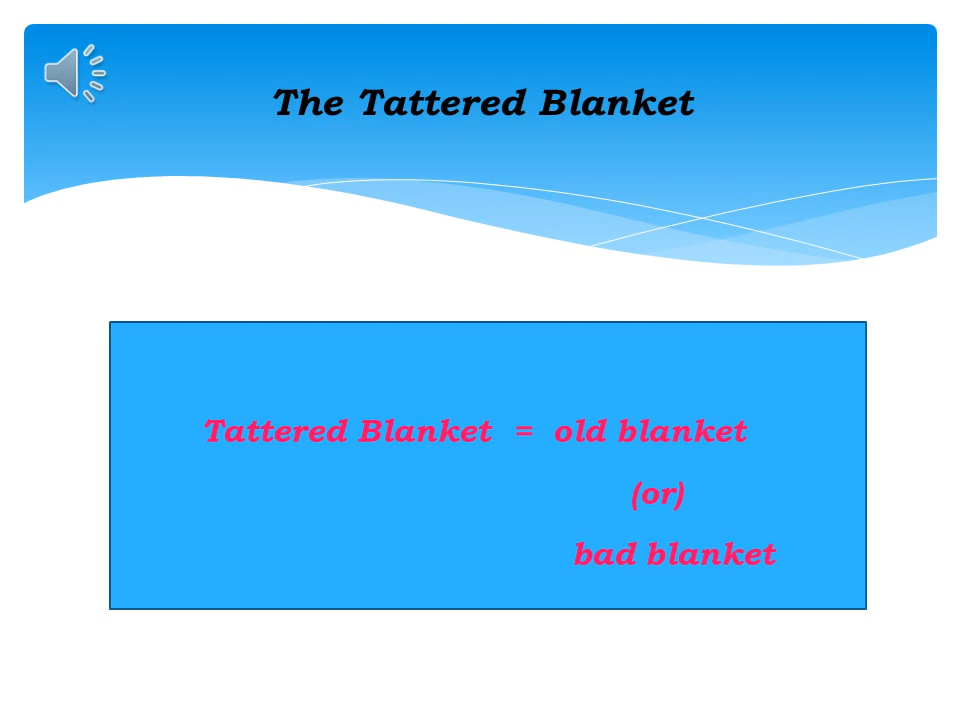 The Tattered Blanket
Tattered Blanket = old blanket
(or)
bad blanket